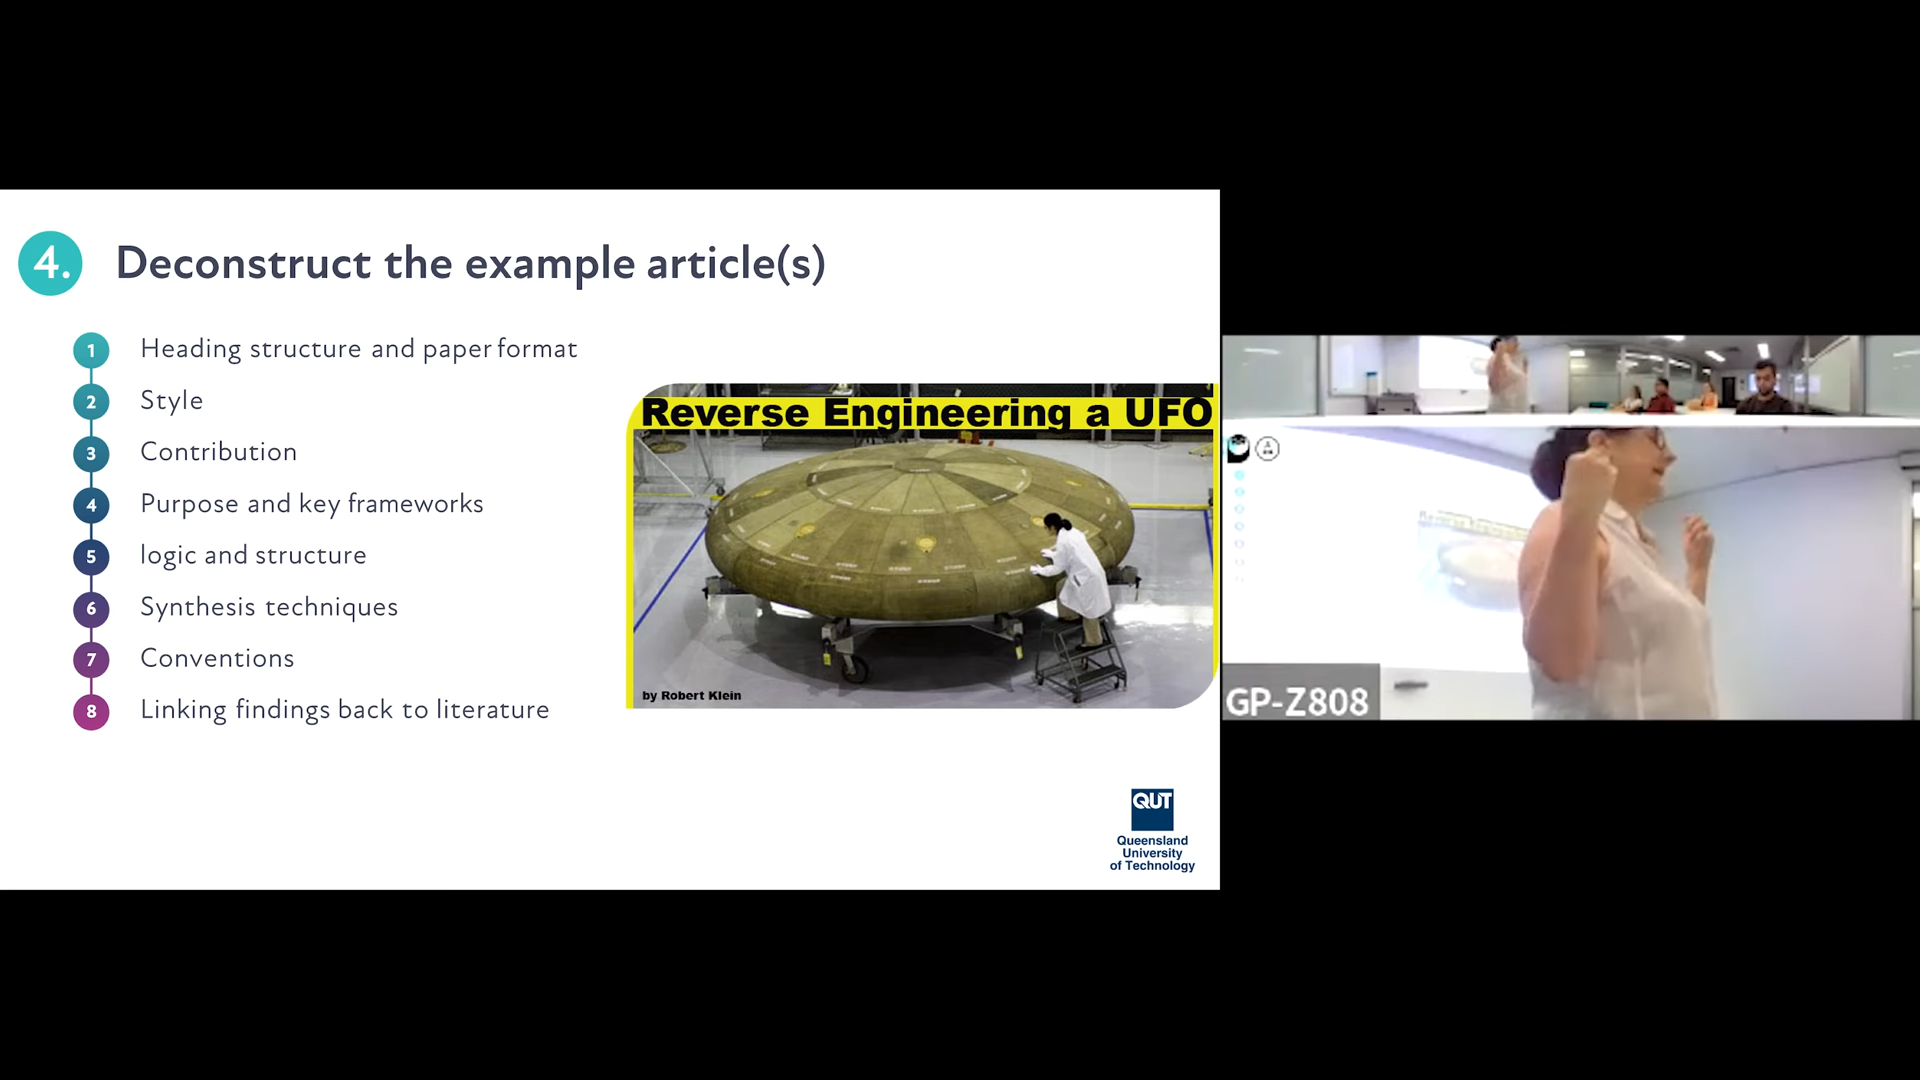 4. Deconstruct the example article(s)
1 Heading structure and paper format
2 Style
3 Contribution
4 Purpose and key frameworks
5 logic and structure
6 Synthesis techniques
7 Conventions
8 Linking findings back to literature
Reverse Engineering a UFO
by Robert Klein
QUT
Queensland
University
of Technology
GP-Z808